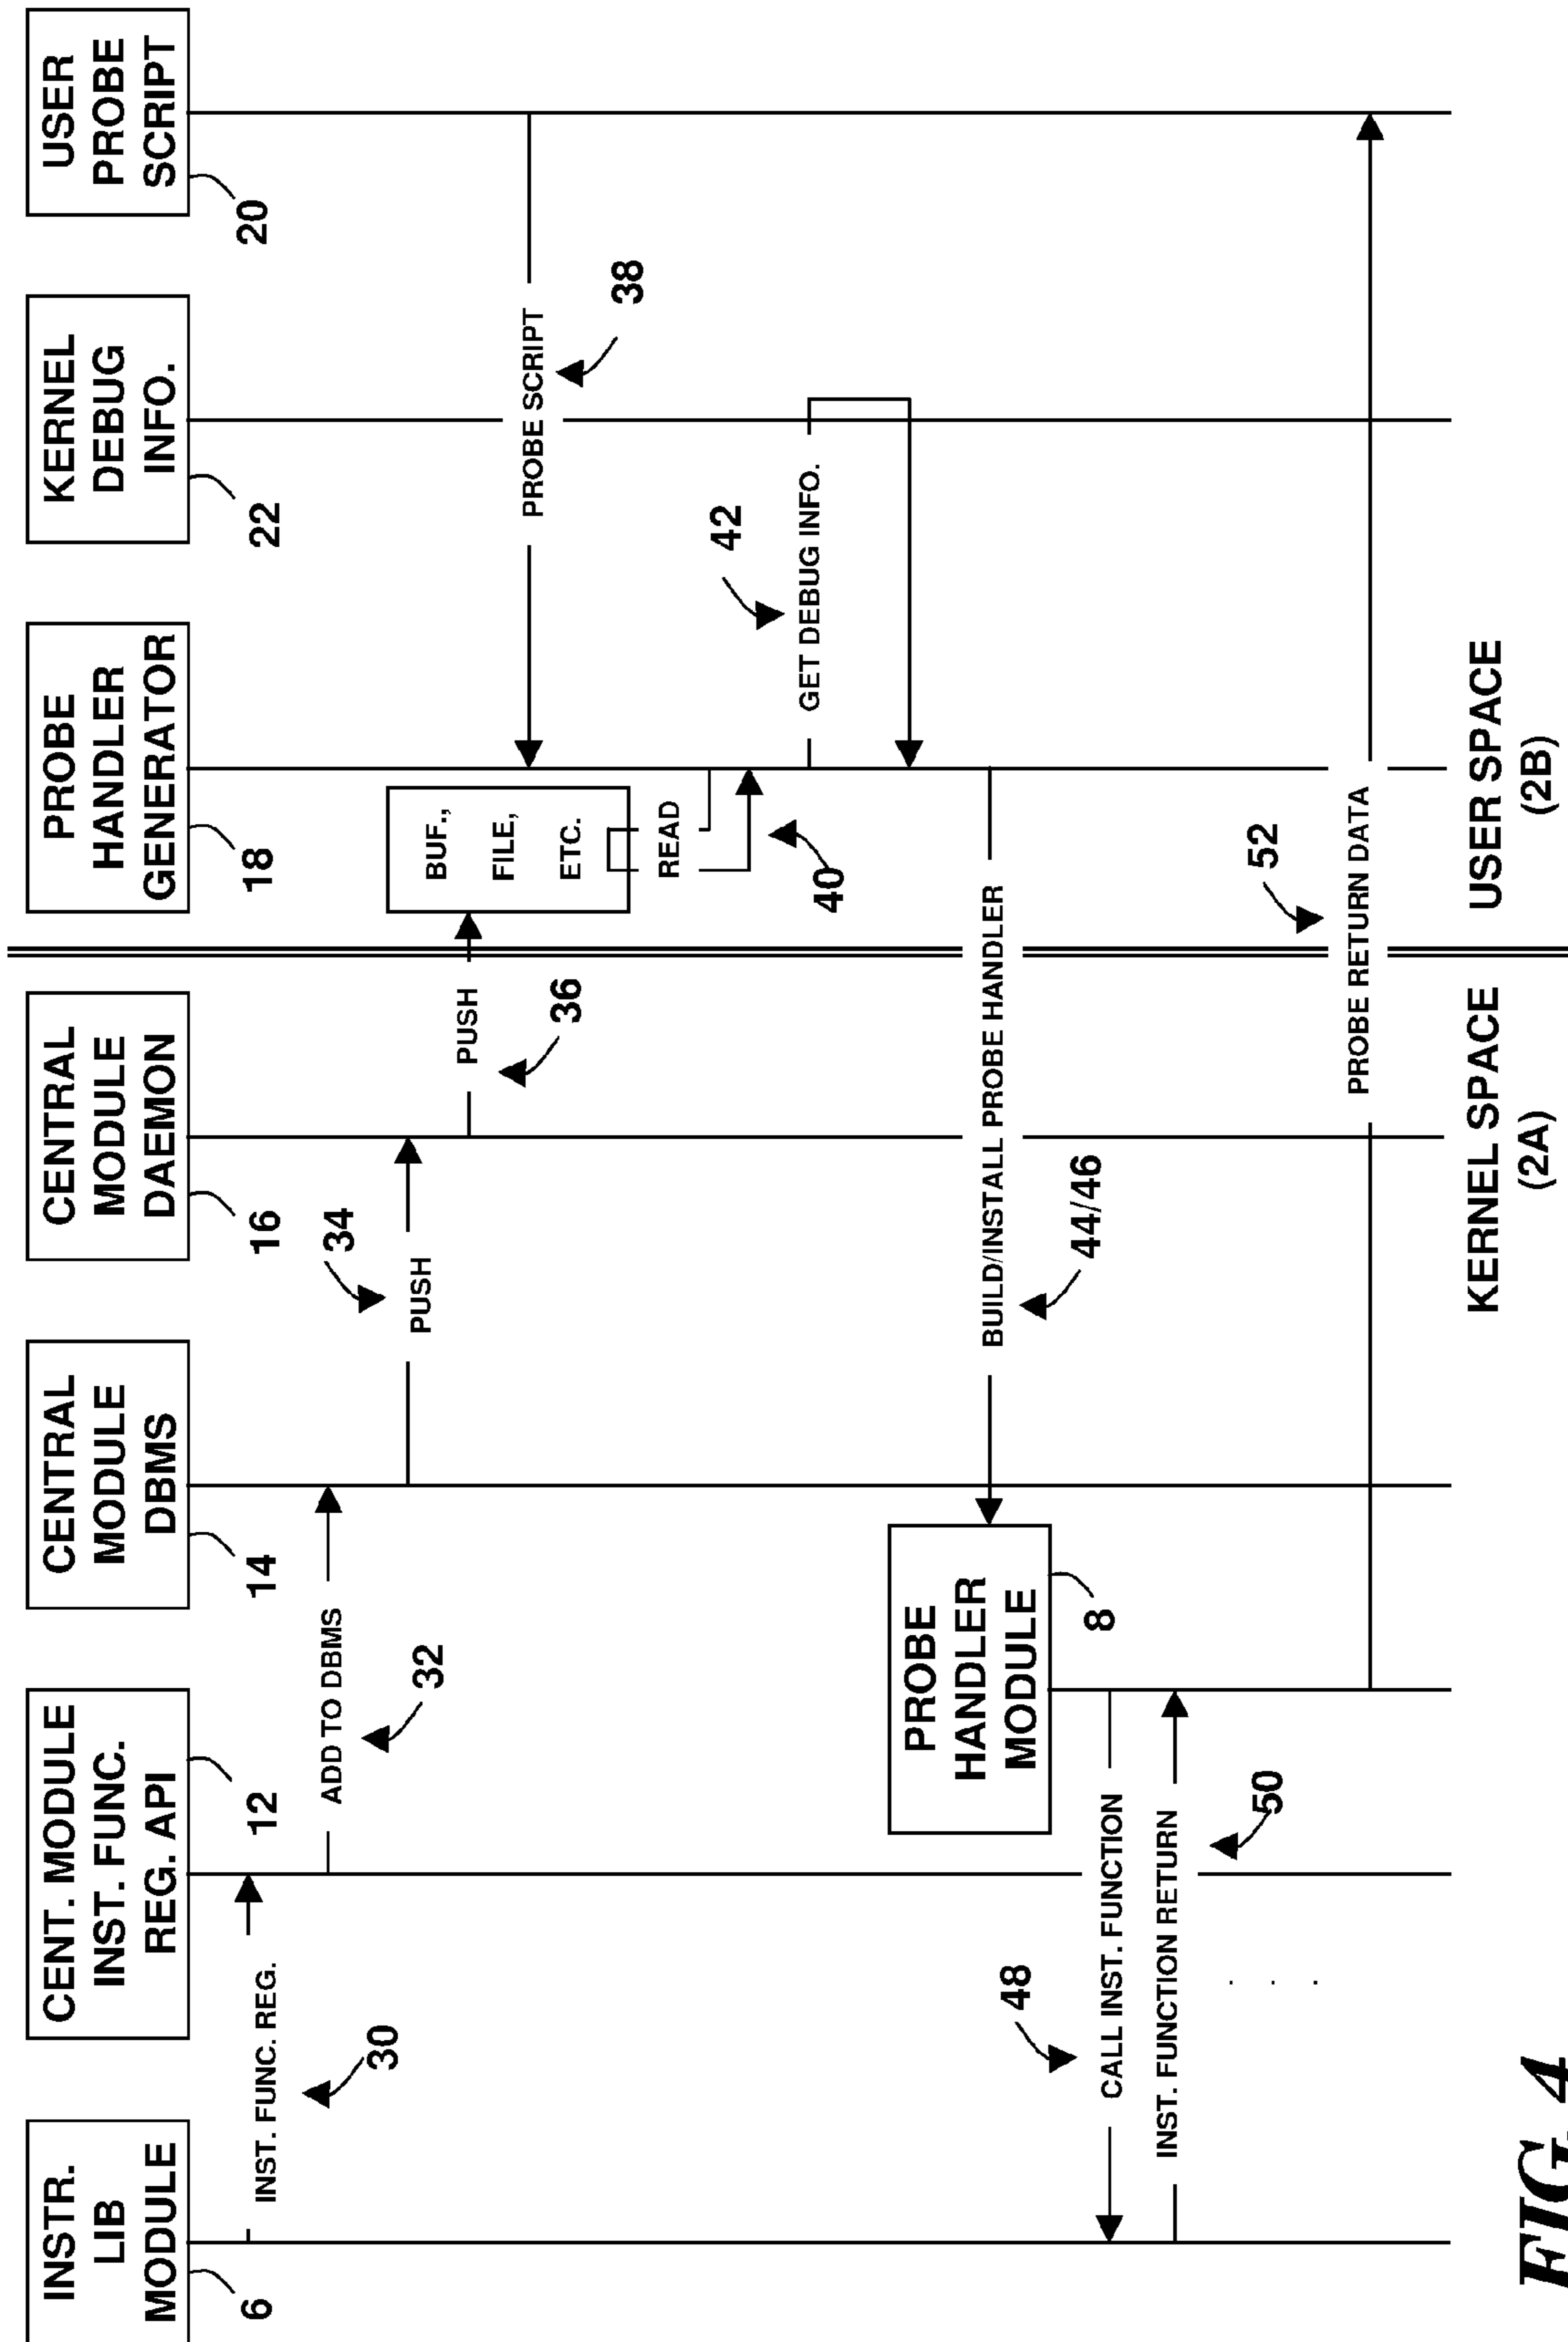 INSTR.
LIB
MODULE
6
CENT. MODULE
INST. FUNC.
REG. API
12
CENTRAL
MODULE
DBMS
14
CENTRAL
MODULE
DAEMON
16
PROBE
HANDLER
GENERATOR
18
KERNEL
DEBUG
INFO.
22
USER
PROBE
SCRIPT
20
INST. FUNC. REG.
30
ADD TO DBMS
32
PUSH
34
PUSH
36
BUF.,
FILE,
ETC.
READ
40
PROBE SCRIPT
38
GET DEBUG INFO.
42
BUILD/INSTALL PROBE HANDLER
44/46
PROBE
HANDLER
MODULE
8
CALL INST. FUNCTION
48
INST. FUNCTION RETURN
50
. . .
PROBE RETURN DATA
52
KERNEL SPACE
(2A)
USER SPACE
(2B)
FIG. 4